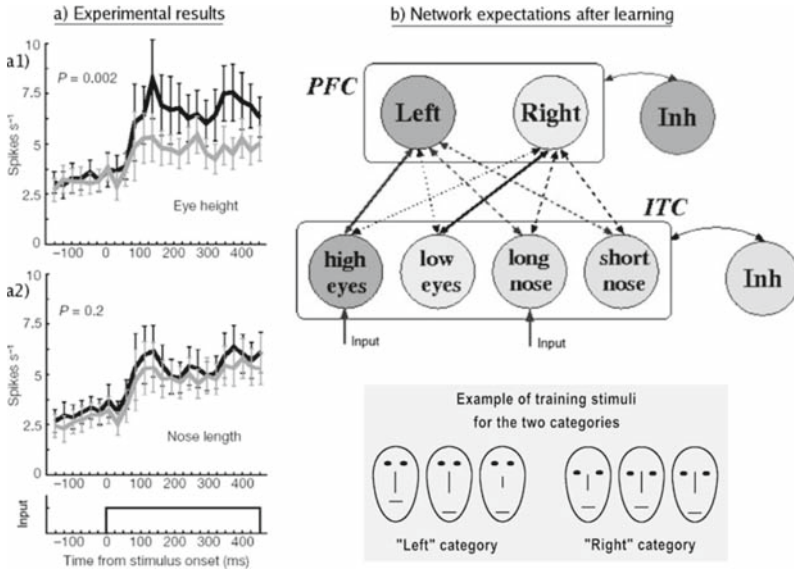 a) Experimental results
a1)
10
7.5
5
2.5
0
Spikes s⁻¹
P = 0.002
Eye height
−100 0 100 200 300 400
a2)
10
7.5
5
2.5
0
Spikes s⁻¹
P = 0.2
Nose length
−100 0 100 200 300 400
Input
−100 0 100 200 300 400
Time from stimulus onset (ms)
b) Network expectations after learning
PFC
Left
Right
Inh
ITC
high
eyes
low
eyes
long
nose
short
nose
Inh
Input
Input
Example of training stimuli
for the two categories
"Left" category
"Right" category